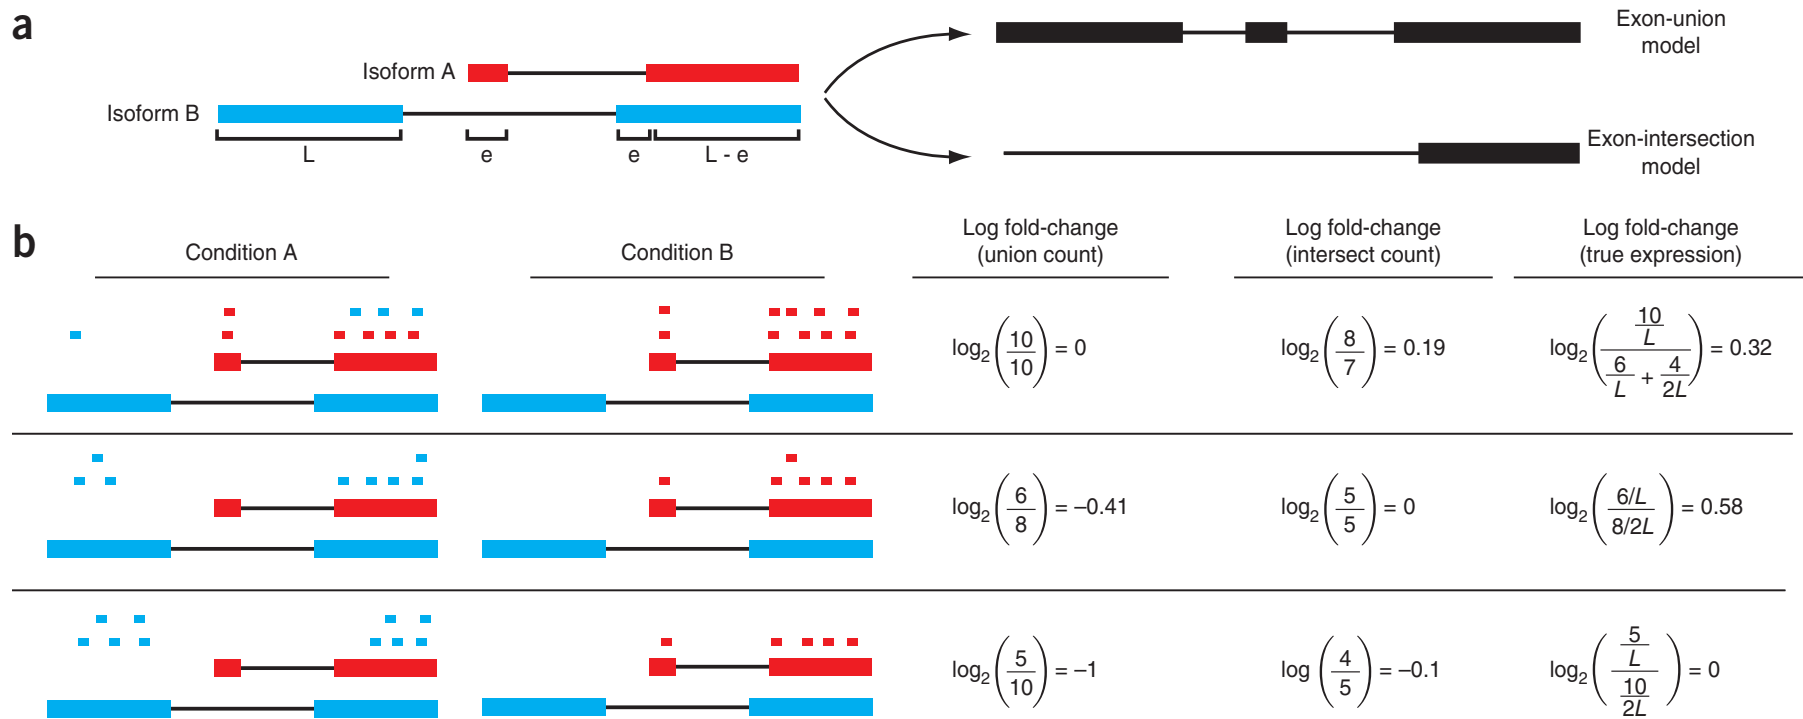 a
Exon-union
model
Isoform A
Isoform B
L
e
e
L - e
Exon-intersection
model
b
Condition A
Condition B
Log fold-change
(union count)
Log fold-change
(intersect count)
Log fold-change
(true expression)
log₂(10/10) = 0
log₂(8/7) = 0.19
log₂((10/L)/(6/L + 4/2L)) = 0.32
log₂(6/8) = –0.41
log₂(5/5) = 0
log₂((6/L)/(8/2L)) = 0.58
log₂(5/10) = –1
log (4/5) = –0.1
log₂((5/L)/(10/2L)) = 0